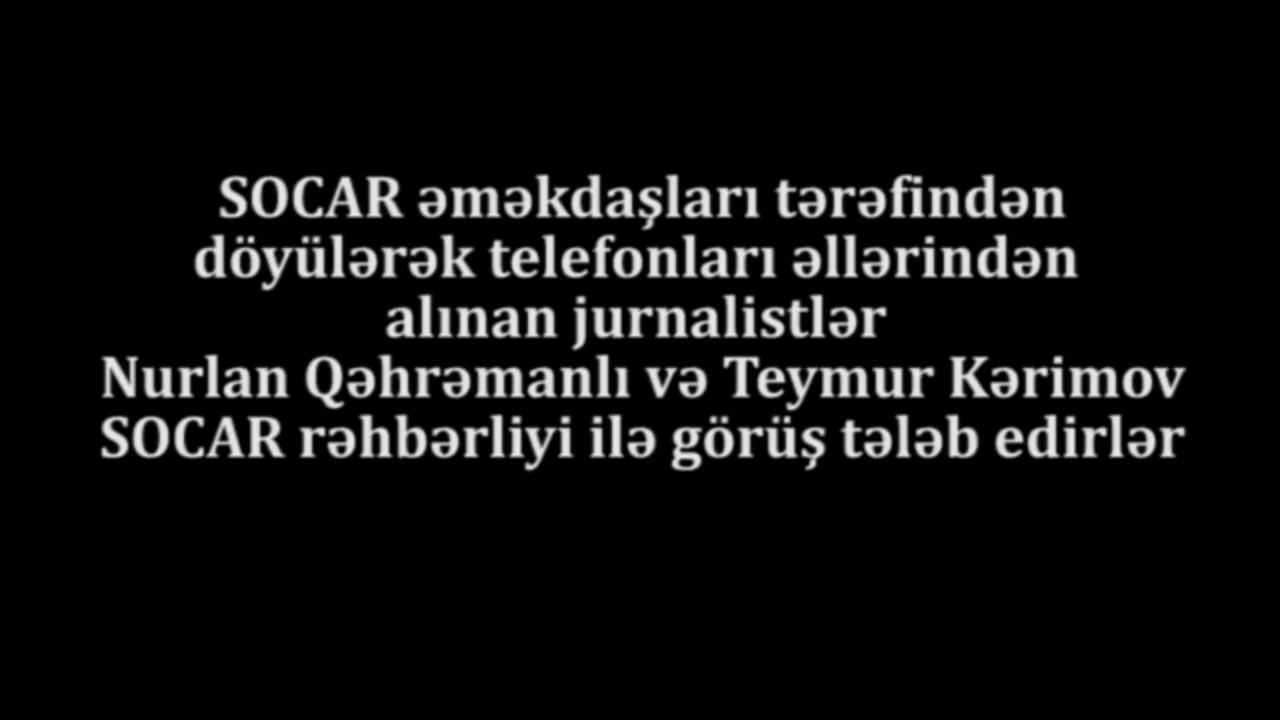 SOCAR əməkdaşları tərəfindən
döyülərək telefonları əllərindən
alınan jurnalistlər
Nurlan Qəhrəmanlı və Teymur Kərimov
SOCAR rəhbərliyi ilə görüş tələb edirlər